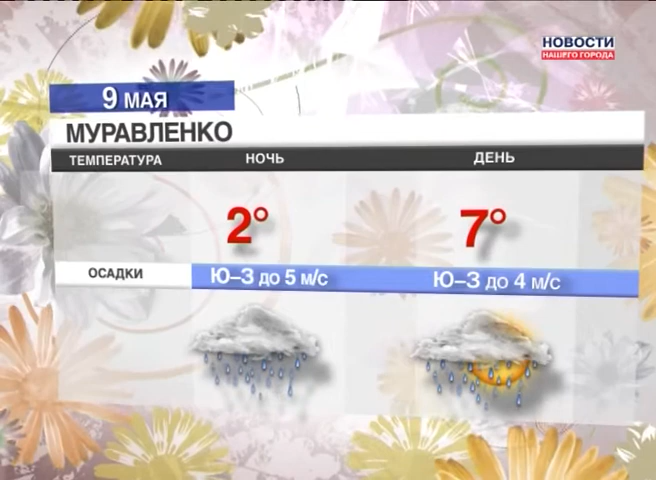 НОВОСТИ
НАШЕГО ГОРОДА
9 МАЯ
МУРАВЛЕНКО
ТЕМПЕРАТУРА НОЧЬ ДЕНЬ
2° 7°
ОСАДКИ Ю–З ДО 5 М/С Ю–З ДО 4 М/С